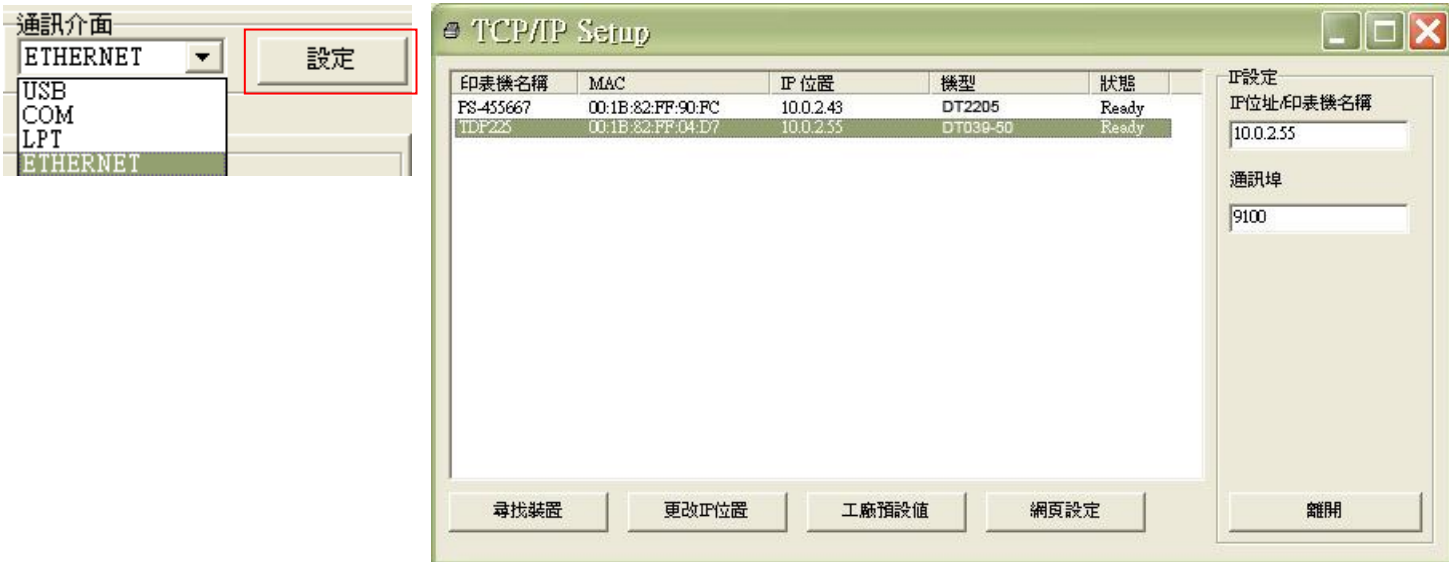 通訊介面
ETHERNET
設定
USB
COM
LPT
ETHERNET
TCP/IP Setup
印表機名稱 MAC IP 位置 機型 狀態
PS-455667 00:1B:82:FF:90:FC 10.0.2.43 DT2205 Ready
TDP225 00:1B:82:FF:04:D7 10.0.2.55 DT039-50 Ready
IP設定
IP位址/印表機名稱
10.0.2.55
通訊埠
9100
尋找裝置 更改IP位置 工廠預設值 網頁設定 離開